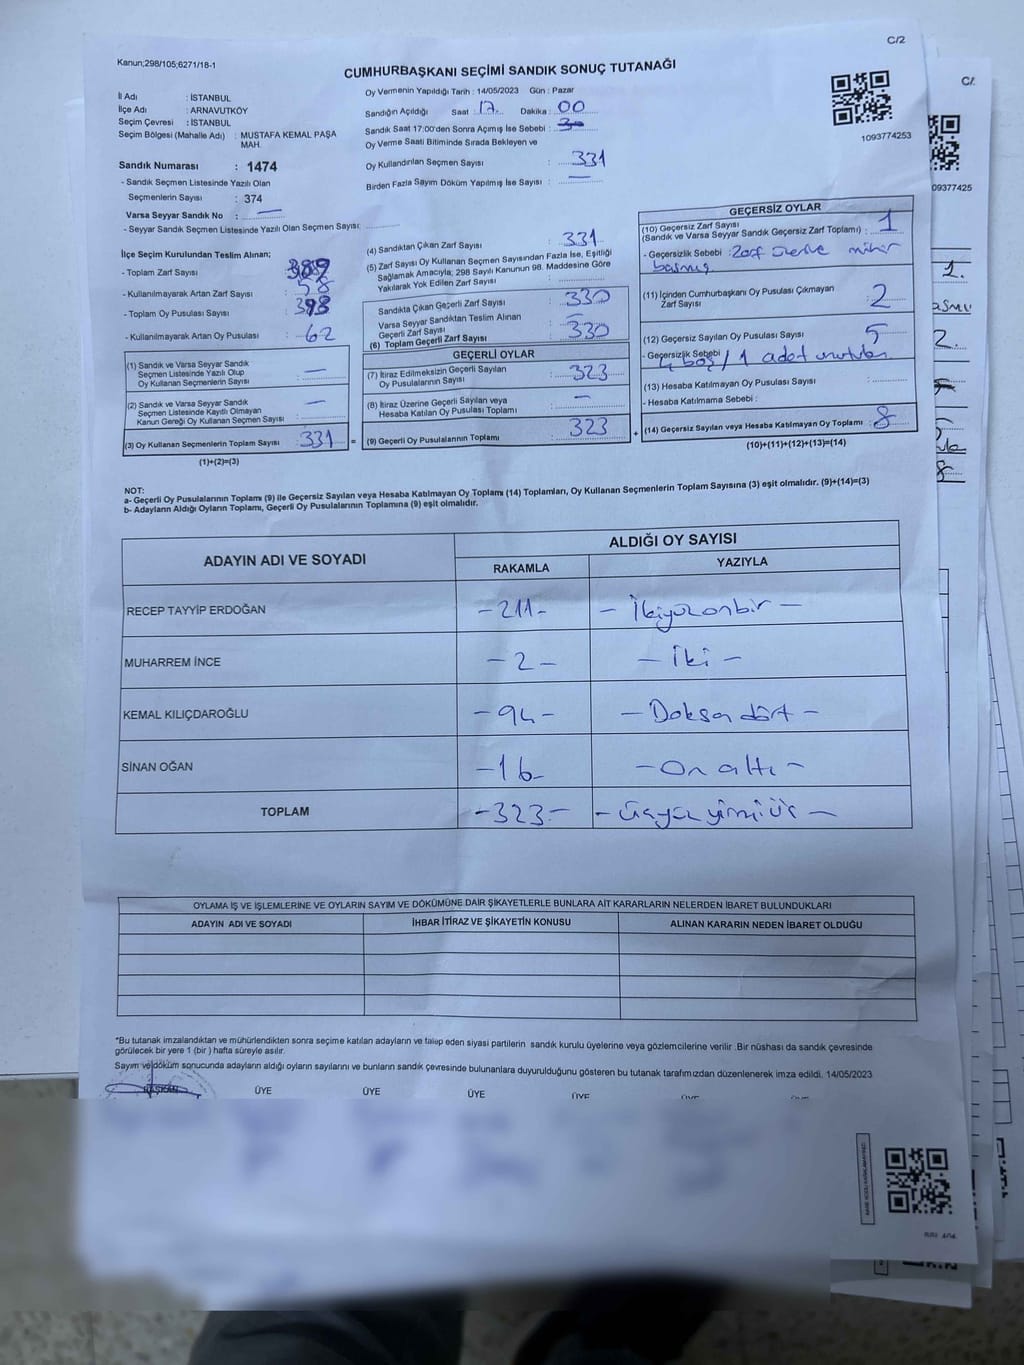 C/2
Kanun;298/105;6271/18-1
CUMHURBAŞKANI SEÇİMİ SANDIK SONUÇ TUTANAĞI
İl Adı : İSTANBUL
İlçe Adı : ARNAVUTKÖY
Seçim Çevresi : İSTANBUL
Seçim Bölgesi (Mahalle Adı) : MUSTAFA KEMAL PAŞA
MAH.
Sandık Numarası : 1474
- Sandık Seçmen Listesinde Yazılı Olan
Seçmenlerin Sayısı : 374
Varsa Seyyar Sandık No : —
- Seyyar Sandık Seçmen Listesinde Yazılı Olan Seçmen Sayısı:
Oy Vermenin Yapıldığı Tarih : 14/05/2023 Gün : Pazar
Sandığın Açıldığı Saat : 17. Dakika : 00
Sandık Saat 17:00'den Sonra Açımış İse Sebebi :
Oy Verme Saati Bitiminde Sırada Bekleyen ve
Oy Kullandırılan Seçmen Sayısı : 331
Birden Fazla Sayım Döküm Yapılmış İse Sayısı : —
1093774253
İlçe Seçim Kurulundan Teslim Alınan;
- Toplam Zarf Sayısı : 389
- Kullanılmayarak Artan Zarf Sayısı : 58
- Toplam Oy Pusulası Sayısı : 393
- Kullanılmayarak Artan Oy Pusulası : 62
(1) Sandık ve Varsa Seyyar Sandık
Seçmen Listesinde Yazılı Olup
Oy Kullanan Seçmenlerin Sayısı : —
(2) Sandık ve Varsa Seyyar Sandık
Seçmen Listesinde Kayıtlı Olmayan
Kanun Gereği Oy Kullanan Seçmen Sayısı : —
(3) Oy Kullanan Seçmenlerin Toplam Sayısı : 331 =
(1)+(2)=(3)
(4) Sandıktan Çıkan Zarf Sayısı : 331
(5) Zarf Sayısı Oy Kullanan Seçmen Sayısından Fazla İse, Eşitliği
Sağlamak Amacıyla; 298 Sayılı Kanunun 98. Maddesine Göre
Yakılarak Yok Edilen Zarf Sayısı :
Sandıkta Çıkan Geçerli Zarf Sayısı : 330
Varsa Seyyar Sandıktan Teslim Alınan
Geçerli Zarf Sayısı : —
(6) Toplam Geçerli Zarf Sayısı : 330
GEÇERLİ OYLAR
(7) İtiraz Edilmeksizin Geçerli Sayılan
Oy Pusulalarının Sayısı : 323
(8) İtiraz Üzerine Geçerli Sayılan veya
Hesaba Katılan Oy Pusulası Toplamı : —
(9) Geçerli Oy Pusulalarının Toplamı : 323 +
GEÇERSİZ OYLAR
(10) Geçersiz Zarf Sayısı
(Sandık ve Varsa Seyyar Sandık Geçersiz Zarf Toplamı) : 1
- Geçersizlik Sebebi : Zarf üzerine mühür
basmış
(11) İçinden Cumhurbaşkanı Oy Pusulası Çıkmayan
Zarf Sayısı : 2
(12) Geçersiz Sayılan Oy Pusulası Sayısı : 5
- Geçersizlik Sebebi : 4 boş / 1 adet
(13) Hesaba Katılmayan Oy Pusulası Sayısı :
- Hesaba Katılmama Sebebi :
(14) Geçersiz Sayılan veya Hesaba Katılmayan Oy Toplamı : 8
(10)+(11)+(12)+(13)=(14)
NOT:
a- Geçerli Oy Pusulalarının Toplamı (9) ile Geçersiz Sayılan veya Hesaba Katılmayan Oy Toplamı (14) Toplamları, Oy Kullanan Seçmenlerin Toplam Sayısına (3) eşit olmalıdır. (9)+(14)=(3)
b- Adayların Aldığı Oyların Toplamı, Geçerli Oy Pusulalarının Toplamına (9) eşit olmalıdır.
ADAYIN ADI VE SOYADI
ALDIĞI OY SAYISI
RAKAMLA YAZIYLA
RECEP TAYYİP ERDOĞAN -211- - İkiyüzonbir -
MUHARREM İNCE - 2 - - İki -
KEMAL KILIÇDAROĞLU -94- - Doksan dört -
SİNAN OĞAN -16- - On altı -
TOPLAM -323- - Üçyüz yirmi üç -
OYLAMA İŞ VE İŞLEMLERİNE VE OYLARIN SAYIM VE DÖKÜMÜNE DAİR ŞİKAYETLERLE BUNLARA AİT KARARLARIN NELERDEN İBARET BULUNDUKLARI
ADAYIN ADI VE SOYADI İHBAR İTİRAZ VE ŞİKAYETİN KONUSU ALINAN KARARIN NEDEN İBARET OLDUĞU
*Bu tutanak imzalandıktan ve mühürlendikten sonra seçime katılan adayların ve talep eden siyasi partilerin sandık kurulu üyelerine veya gözlemcilerine verilir .Bir nüshası da sandık çevresinde
görülecek bir yere 1 (bir ) hafta süreyle asılır.
Sayım ve döküm sonucunda adayların aldığı oyların sayılarını ve bunların sandık çevresinde bulunanlara duyurulduğunu gösteren bu tutanak tarafımızdan düzenlenerek imza edildi. 14/05/2023
BAŞKAN ÜYE ÜYE ÜYE ÜYE ÜYE ÜYE